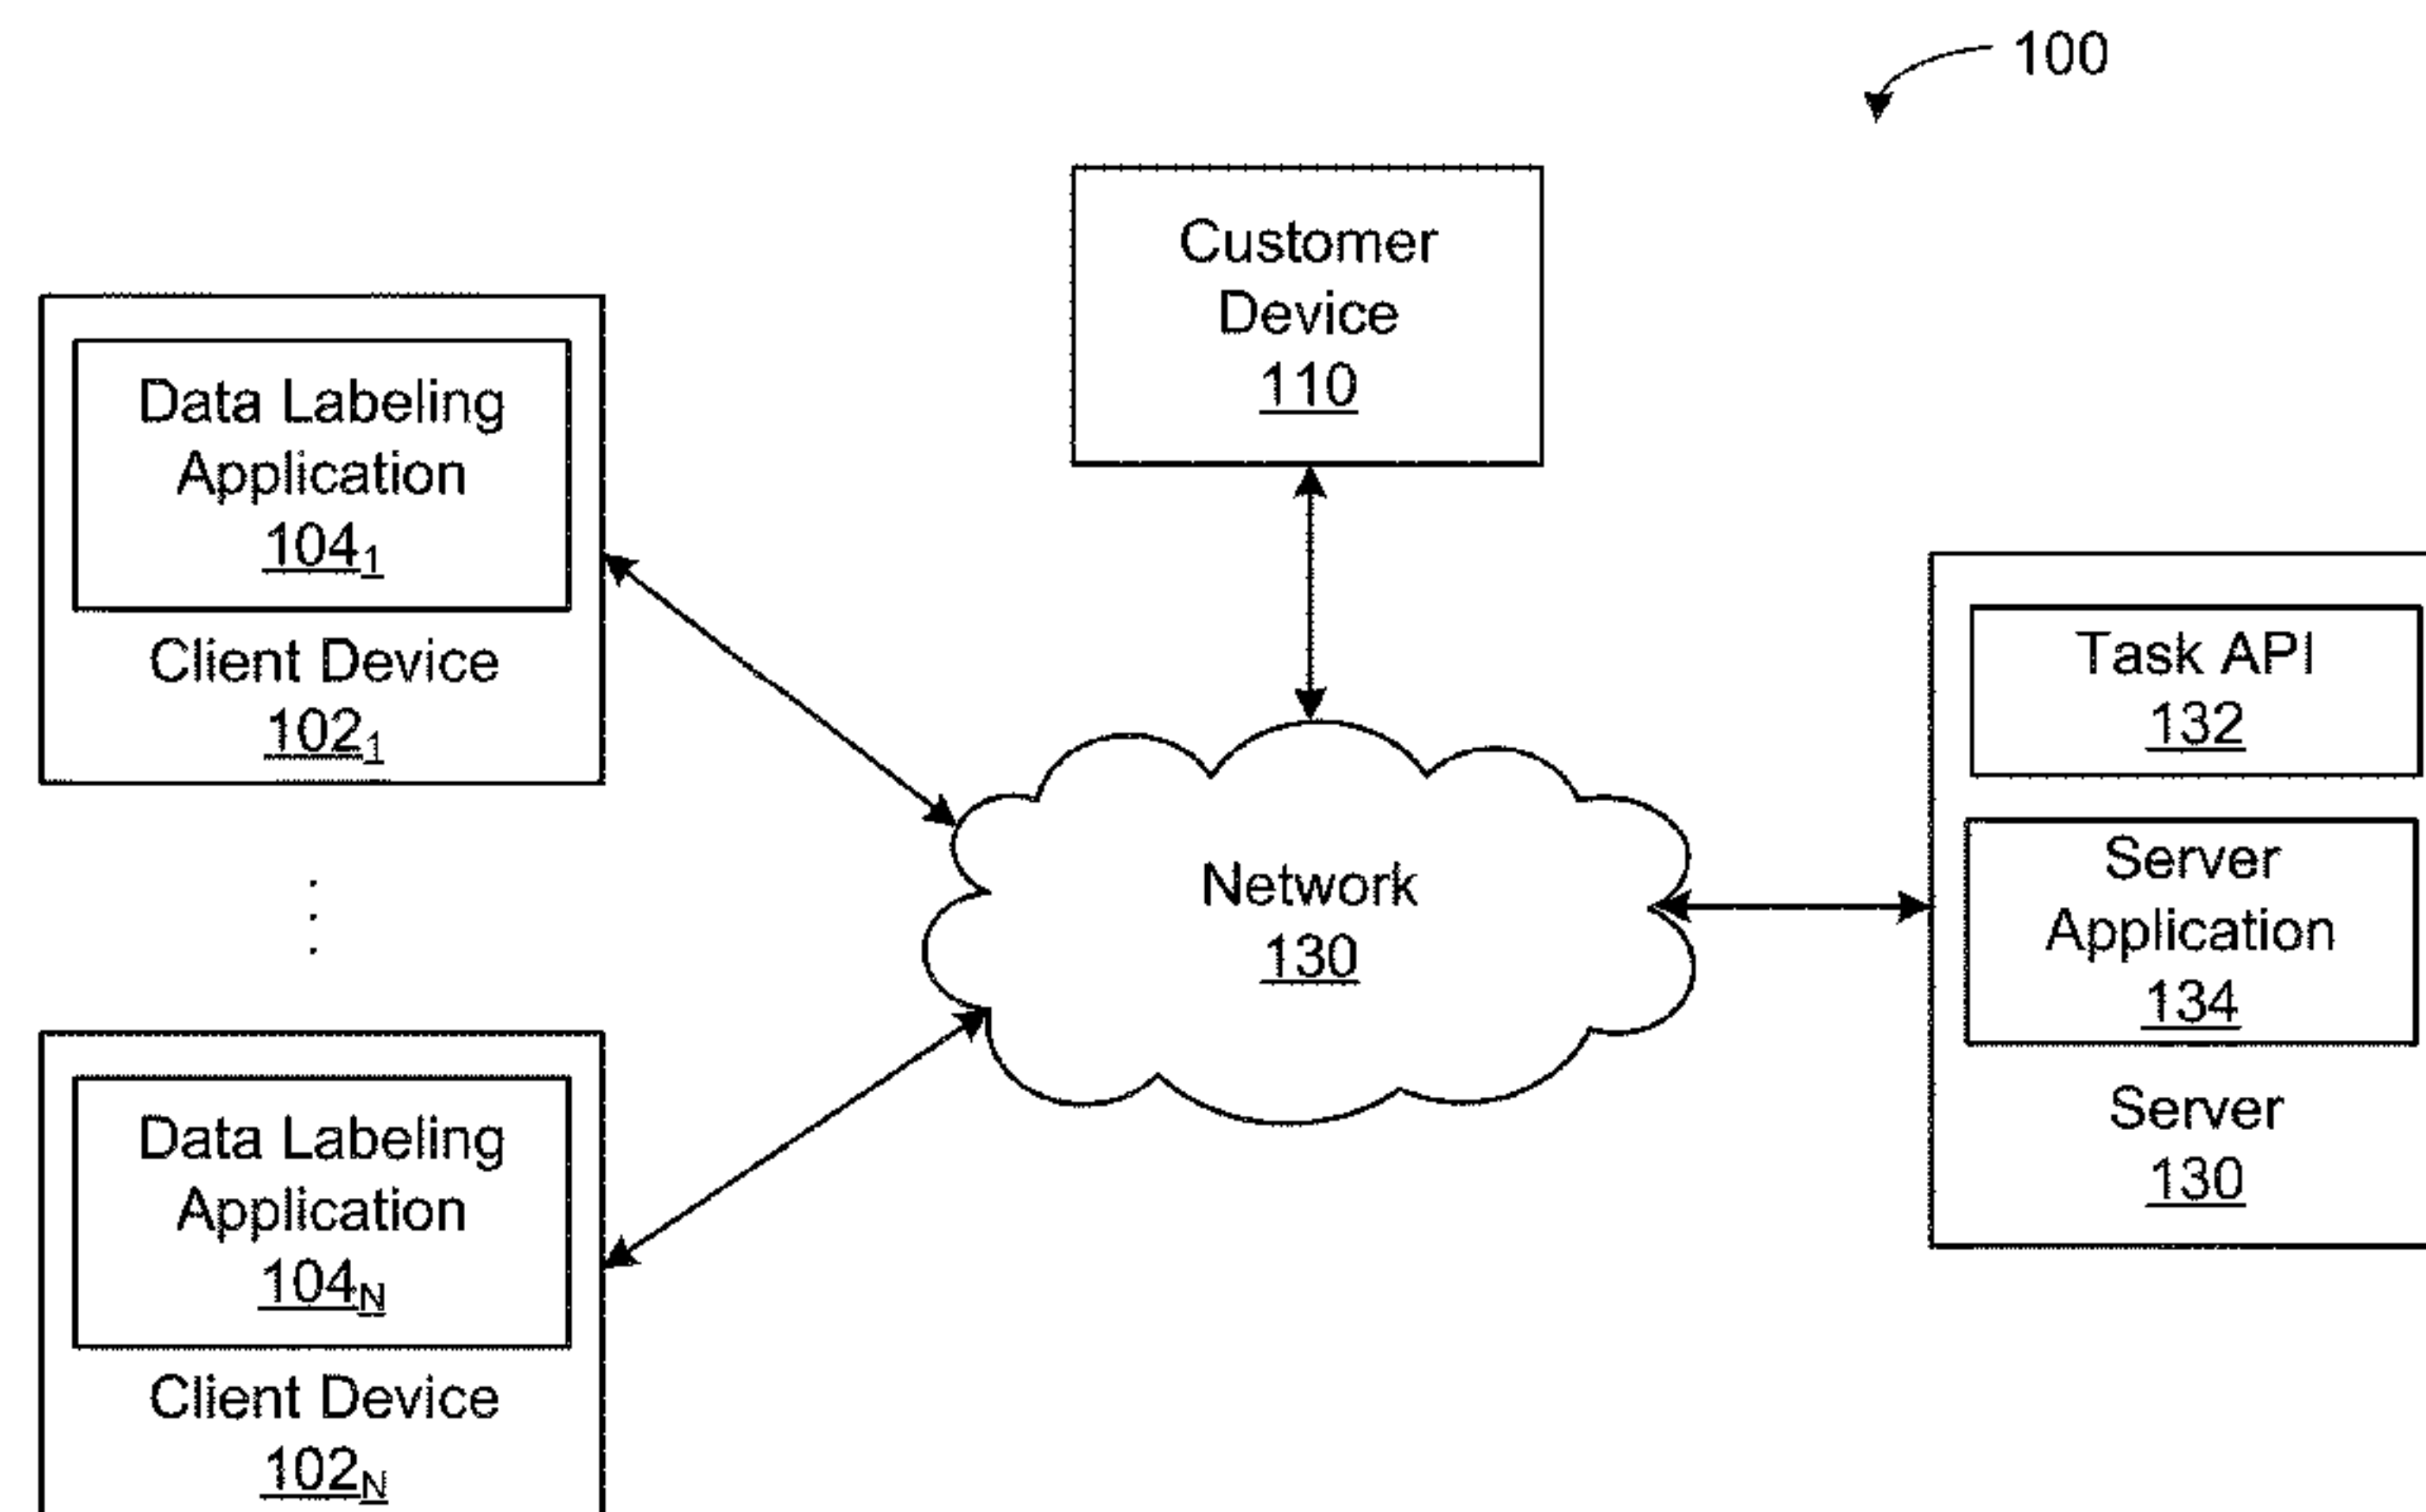 100
Customer
Device
110
Data Labeling
Application
104₁
Client Device
102₁
Task API
132
Server
Application
134
Server
130
Network
130
Data Labeling
Application
104N
Client Device
102N